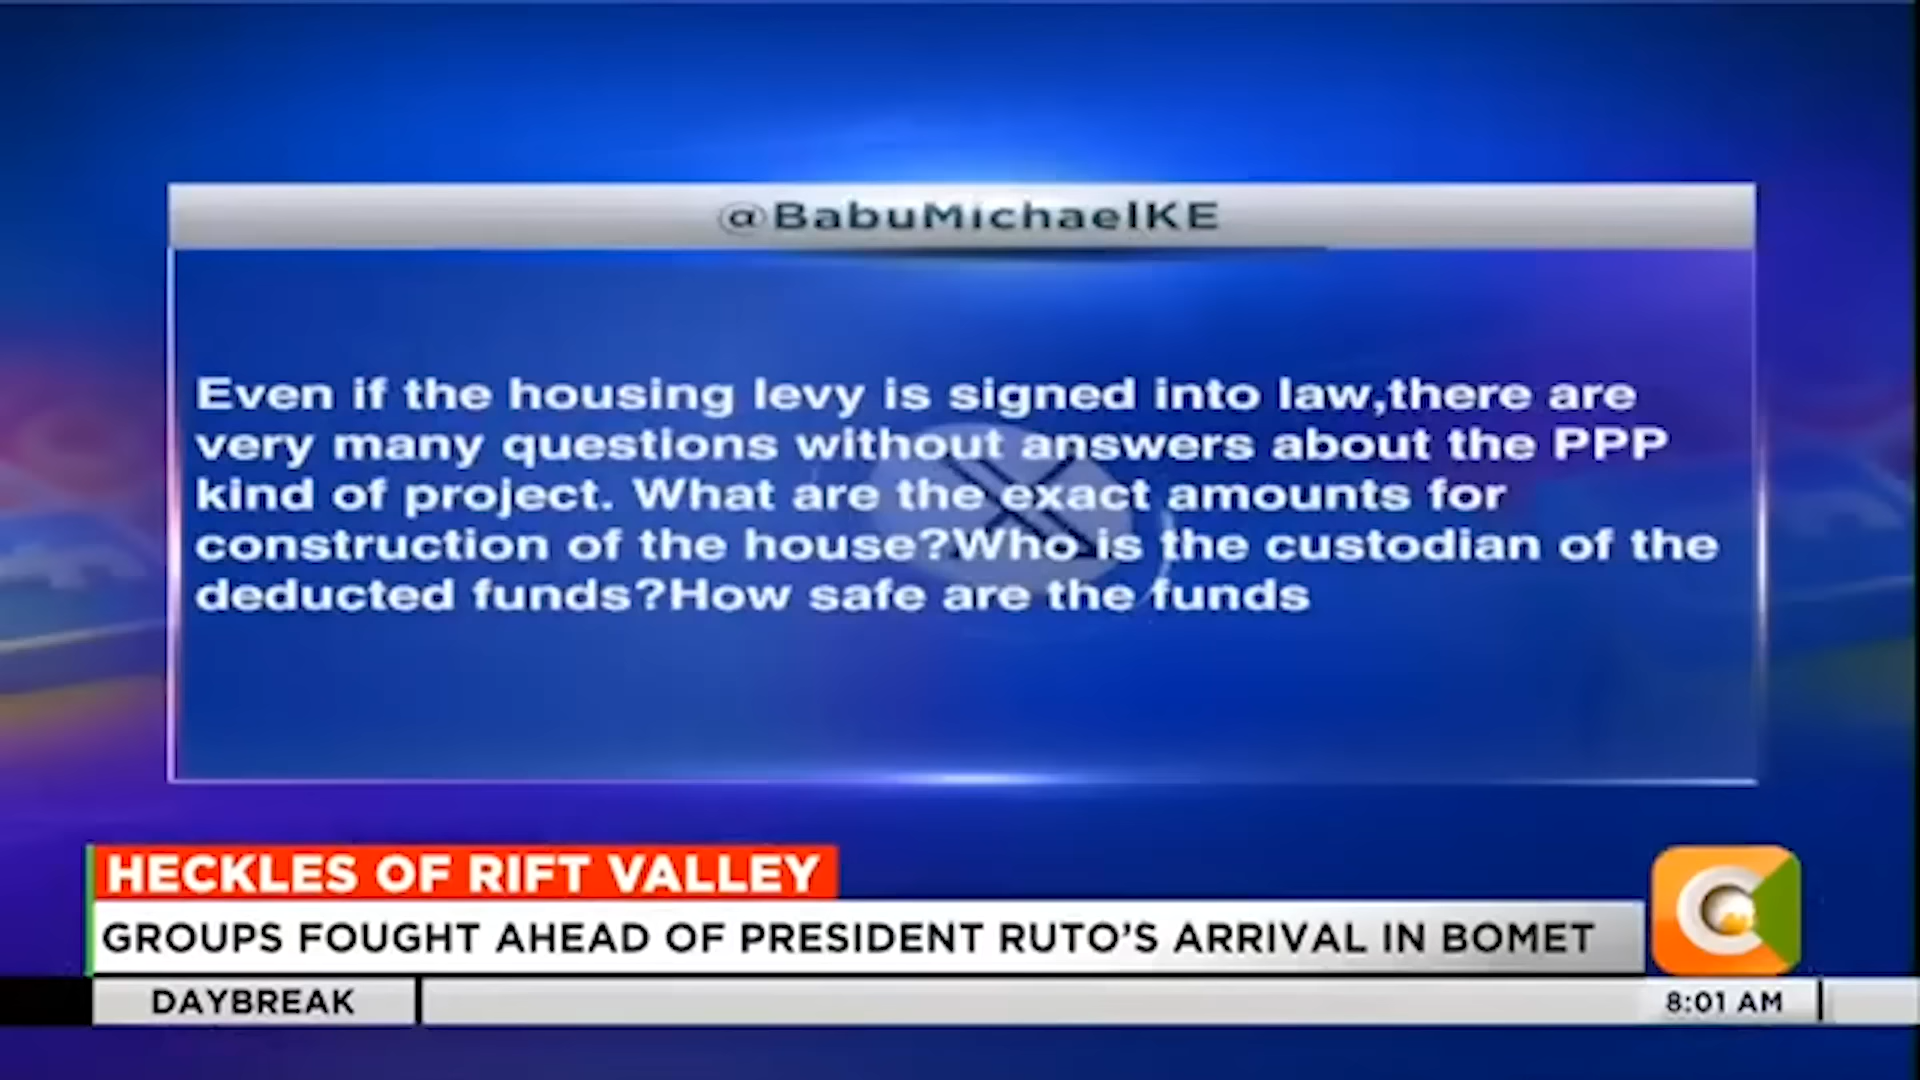 @BabuMichaelKE
Even if the housing levy is signed into law,there are
very many questions without answers about the PPP
kind of project. What are the exact amounts for
construction of the house?Who is the custodian of the
deducted funds?How safe are the funds
HECKLES OF RIFT VALLEY
GROUPS FOUGHT AHEAD OF PRESIDENT RUTO'S ARRIVAL IN BOMET
DAYBREAK
8:01 AM